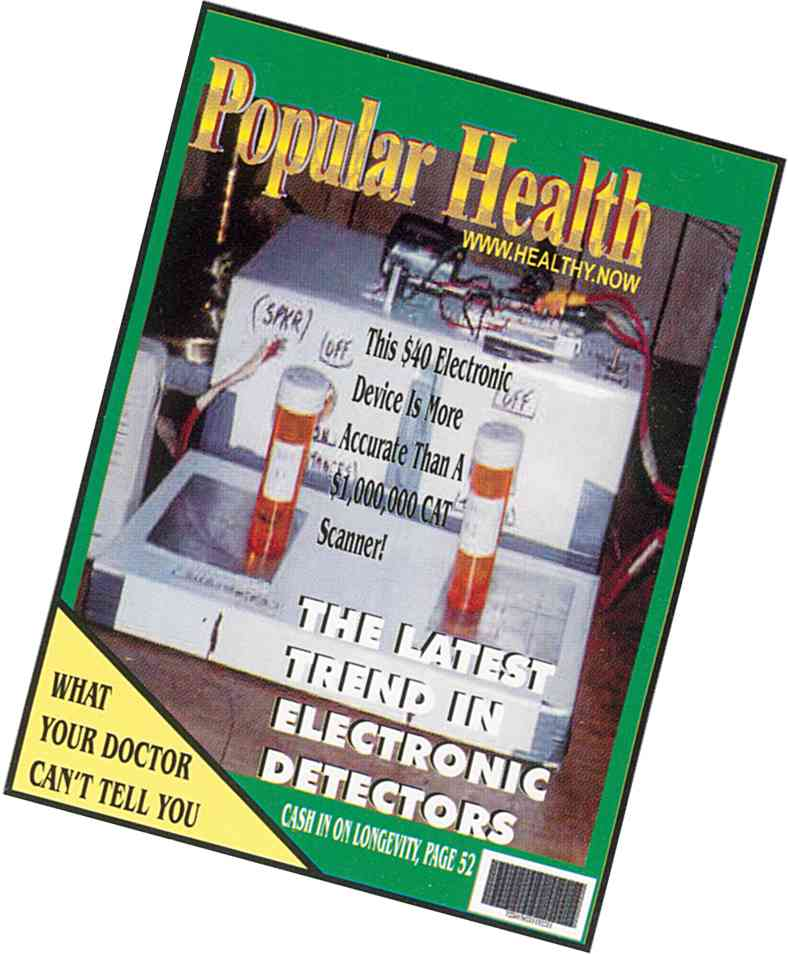 Popular Health
WWW.HEALTHY.NOW
(SPKR)
OFF
OFF
This $40 Electronic
Device Is More
Accurate Than A
$1,000,000 CAT
Scanner!
THE LATEST
TREND IN
ELECTRONIC
DETECTORS
WHAT
YOUR DOCTOR
CAN'T TELL YOU
CASH IN ON LONGEVITY, PAGE 52